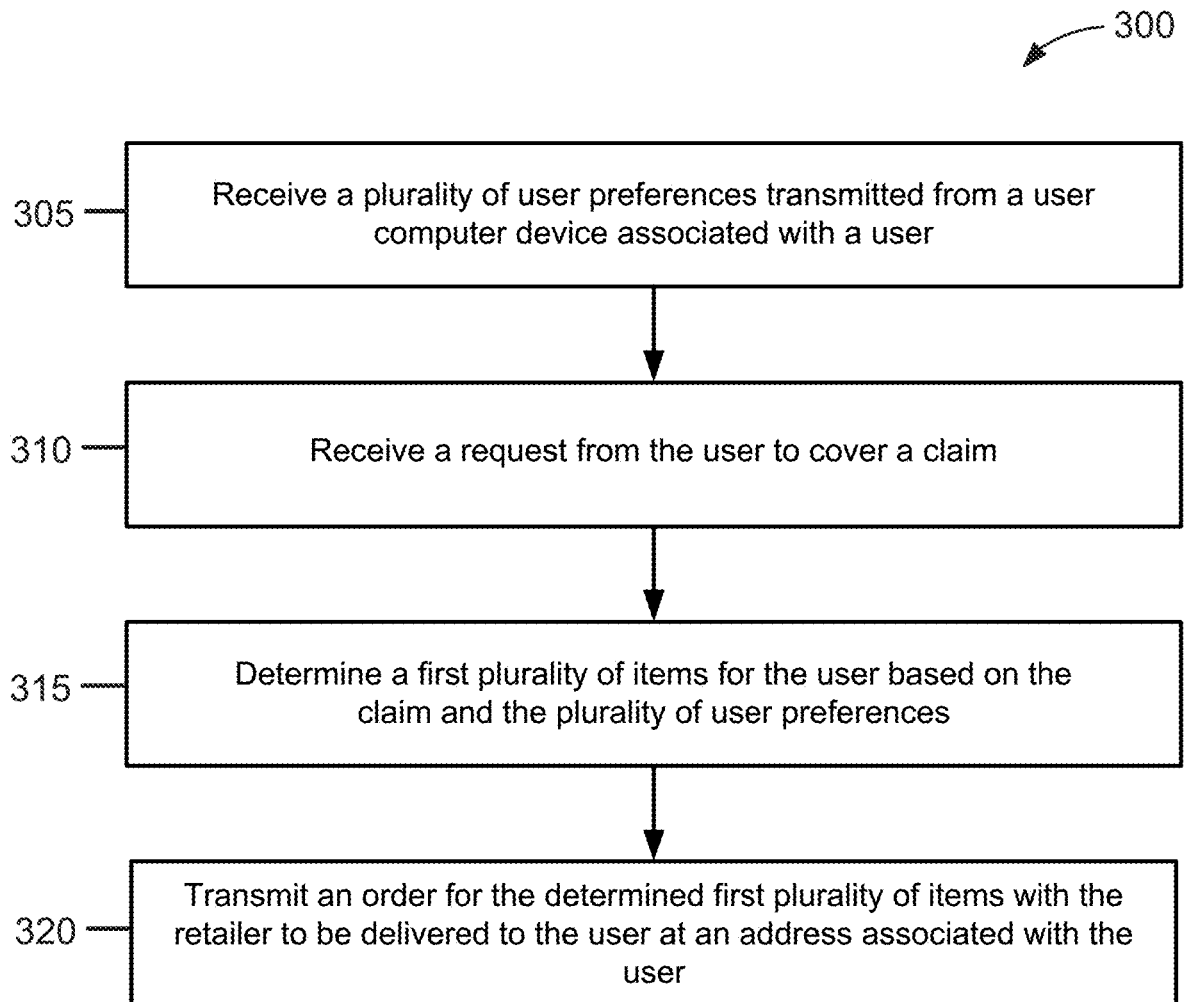 300
305
Receive a plurality of user preferences transmitted from a user
computer device associated with a user
310
Receive a request from the user to cover a claim
315
Determine a first plurality of items for the user based on the
claim and the plurality of user preferences
320
Transmit an order for the determined first plurality of items with the
retailer to be delivered to the user at an address associated with the
user